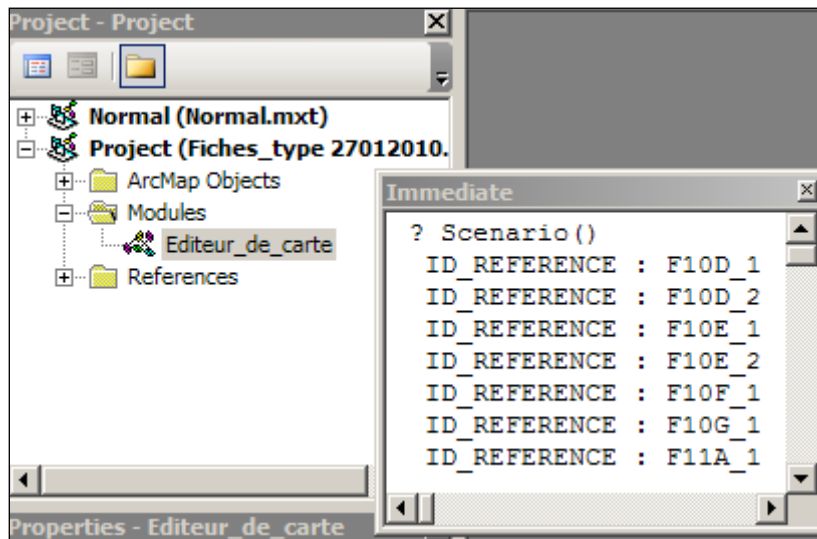 Project - Project
Normal (Normal.mxt)
Project (Fiches_type 27012010.
ArcMap Objects
Modules
Editeur_de_carte
References
Immediate
? Scenario()
ID_REFERENCE : F10D_1
ID_REFERENCE : F10D_2
ID_REFERENCE : F10E_1
ID_REFERENCE : F10E_2
ID_REFERENCE : F10F_1
ID_REFERENCE : F10G_1
ID_REFERENCE : F11A_1
Properties - Editeur_de_carte